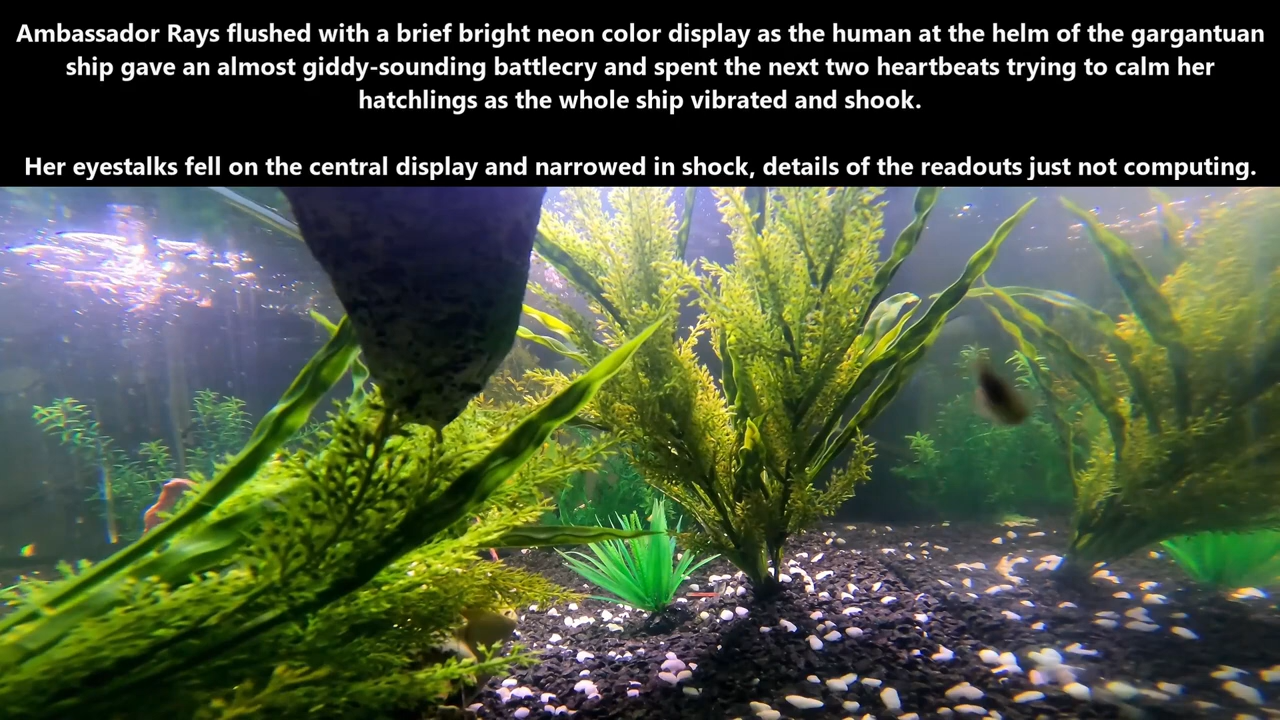 Ambassador Rays flushed with a brief bright neon color display as the human at the helm of the gargantuan
ship gave an almost giddy-sounding battlecry and spent the next two heartbeats trying to calm her
hatchlings as the whole ship vibrated and shook.
Her eyestalks fell on the central display and narrowed in shock, details of the readouts just not computing.